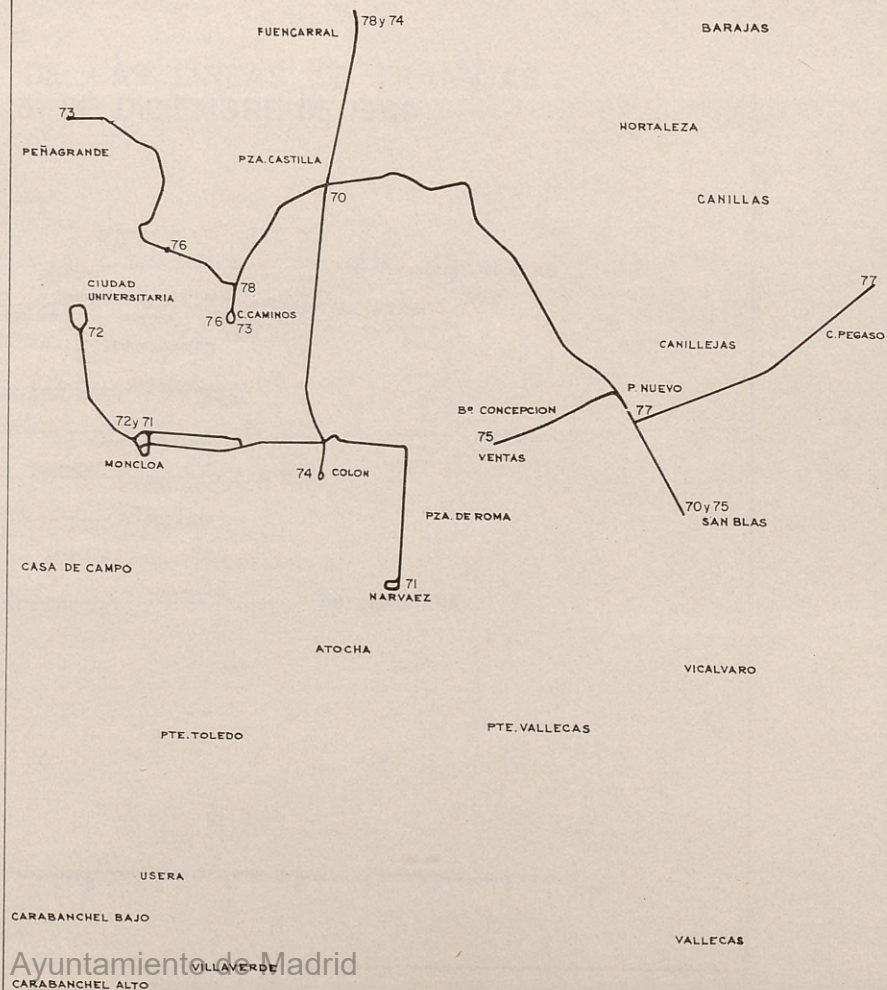 78 y 74
FUENCARRAL
BARAJAS
73
HORTALEZA
PEÑAGRANDE
PZA. CASTILLA
70
CANILLAS
76
CIUDAD
UNIVERSITARIA
78
77
76
C. CAMINOS
73
72
C. PEGASO
CANILLEJAS
P. NUEVO
Bº. CONCEPCION
77
72 y 71
75
VENTAS
MONCLOA
74
COLON
70 y 75
SAN BLAS
PZA. DE ROMA
CASA DE CAMPO
71
NARVAEZ
ATOCHA
VICALVARO
PTE. TOLEDO
PTE. VALLECAS
USERA
CARABANCHEL BAJO
VALLECAS
Ayuntamiento de Madrid
VILLAVERDE
CARABANCHEL ALTO